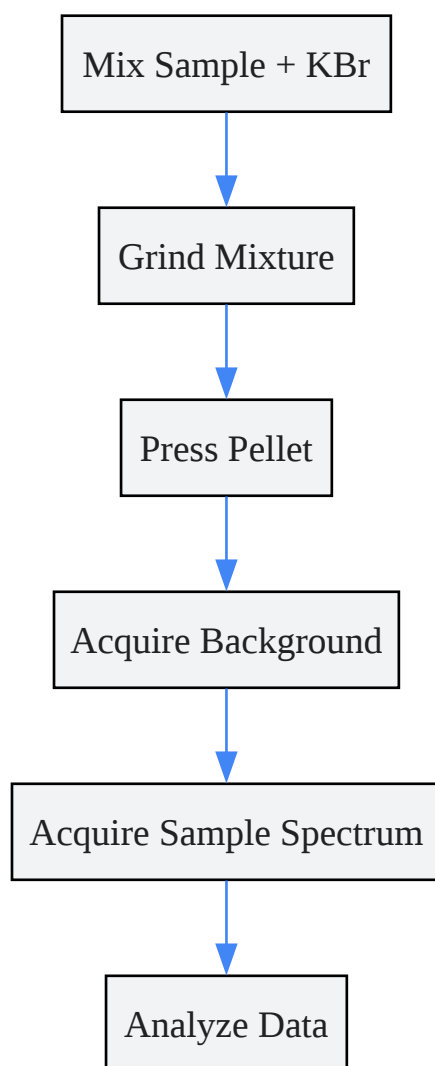 Mix Sample + KBr
Grind Mixture
Press Pellet
Acquire Background
Acquire Sample Spectrum
Analyze Data